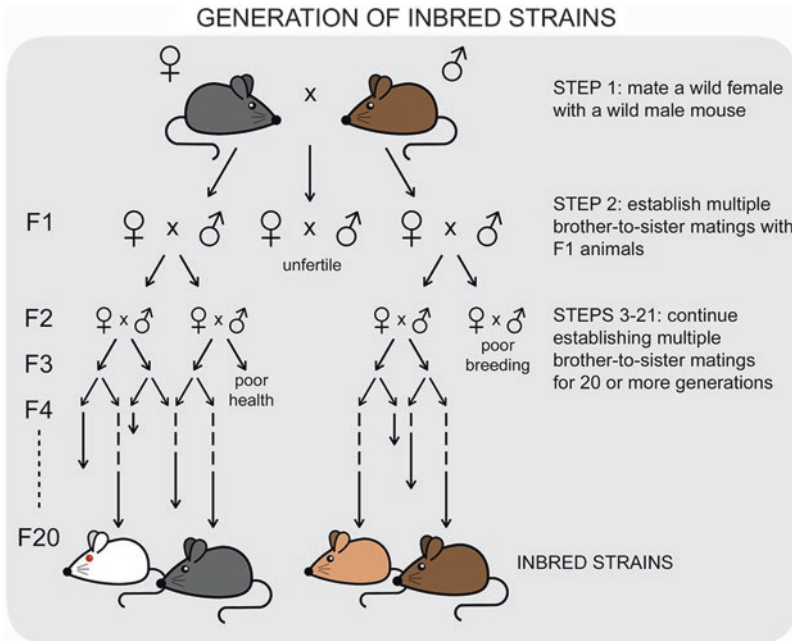 GENERATION OF INBRED STRAINS
♀ ♂
x
STEP 1: mate a wild female
with a wild male mouse
F1
♀ x ♂ ♀ x ♂ ♀ x ♂
unfertile
STEP 2: establish multiple
brother-to-sister matings with
F1 animals
F2
♀ x ♂ ♀ x ♂ ♀ x ♂ ♀ x ♂
poor
breeding
STEPS 3-21: continue
establishing multiple
brother-to-sister matings
for 20 or more generations
F3
poor
health
F4
F20
INBRED STRAINS